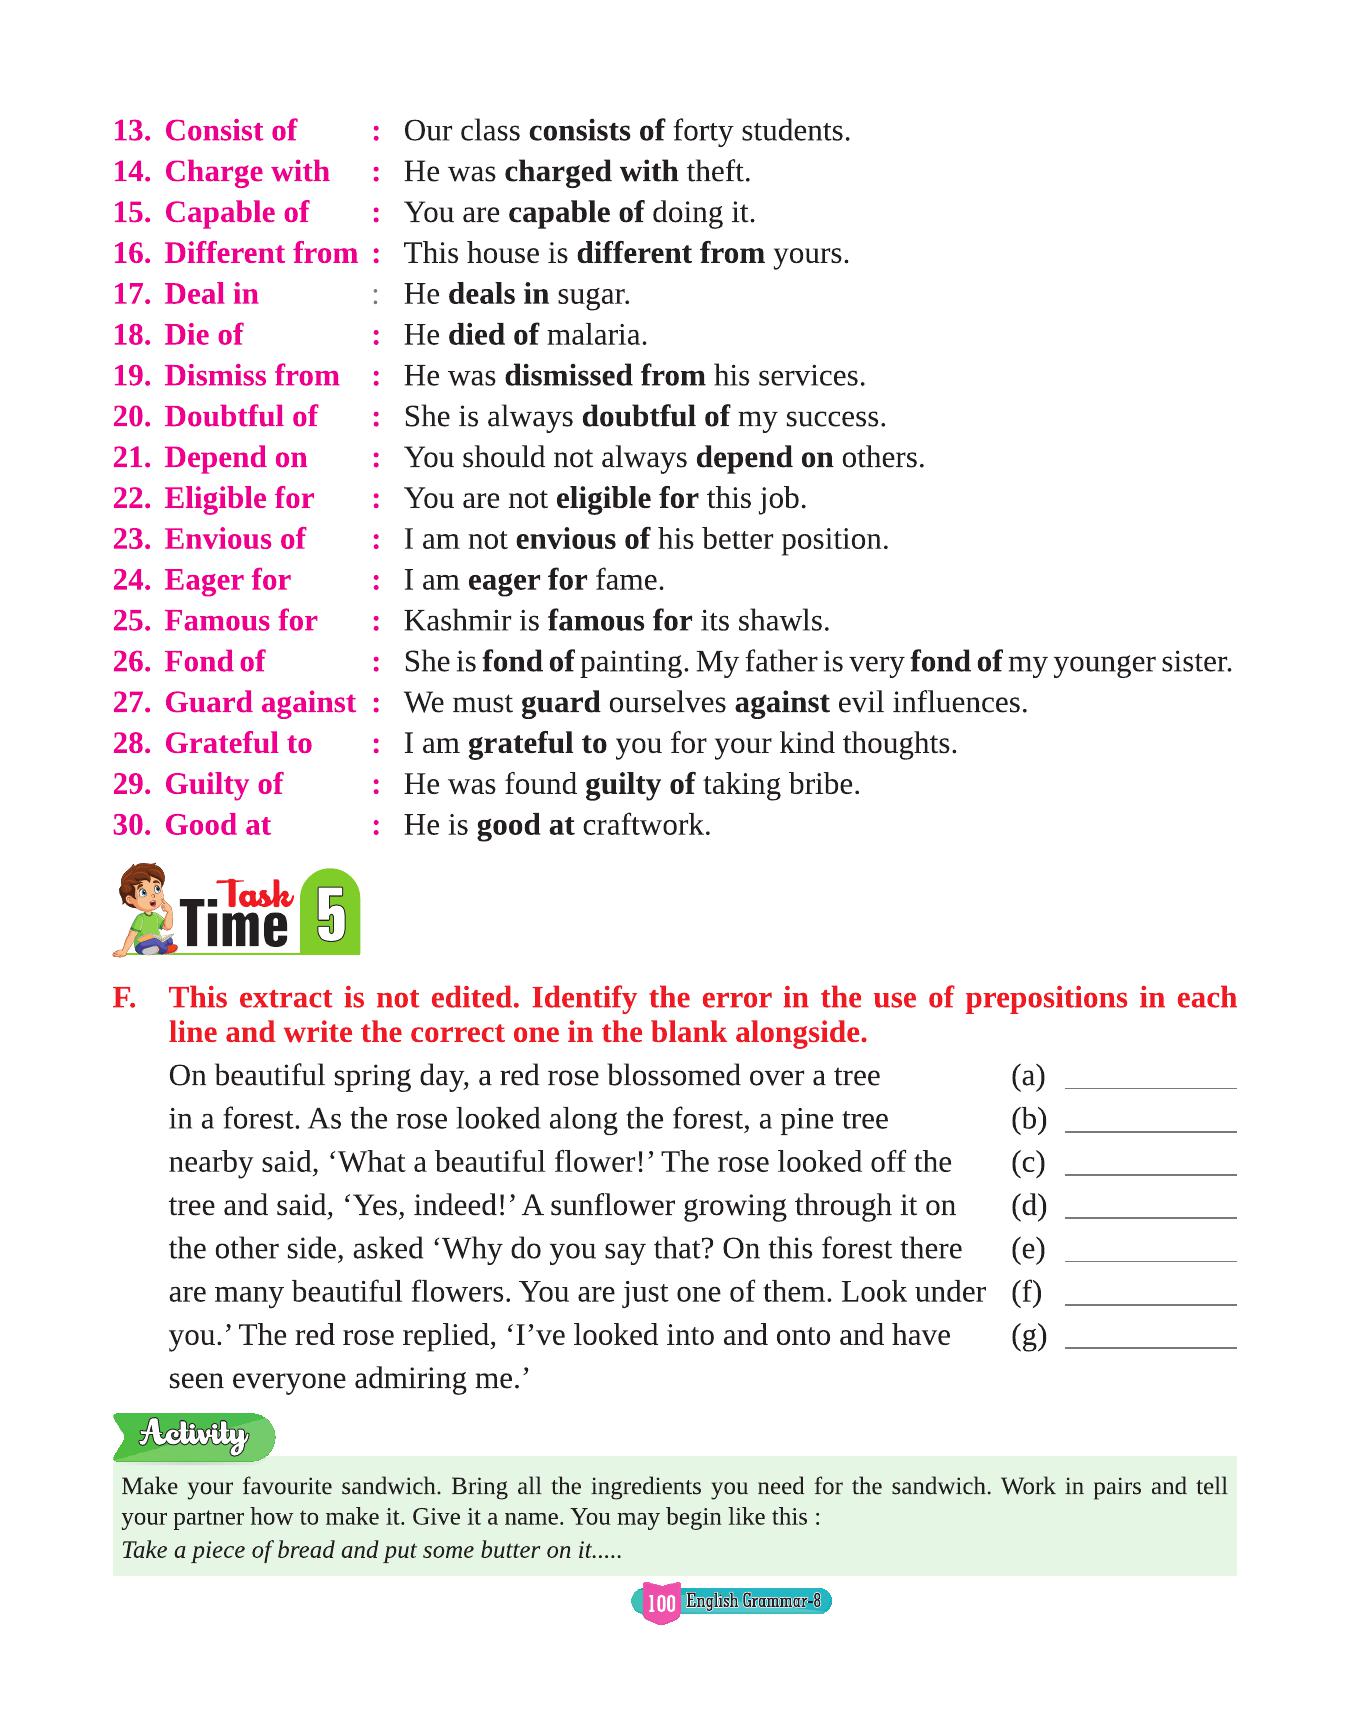 13. Consist of : Our class consists of forty students.
14. Charge with : He was charged with theft.
15. Capable of : You are capable of doing it.
16. Different from : This house is different from yours.
17. Deal in : He deals in sugar.
18. Die of : He died of malaria.
19. Dismiss from : He was dismissed from his services.
20. Doubtful of : She is always doubtful of my success.
21. Depend on : You should not always depend on others.
22. Eligible for : You are not eligible for this job.
23. Envious of : I am not envious of his better position.
24. Eager for : I am eager for fame.
25. Famous for : Kashmir is famous for its shawls.
26. Fond of : She is fond of painting. My father is very fond of my younger sister.
27. Guard against : We must guard ourselves against evil influences.
28. Grateful to : I am grateful to you for your kind thoughts.
29. Guilty of : He was found guilty of taking bribe.
30. Good at : He is good at craftwork.
Task
Time 5
F. This extract is not edited. Identify the error in the use of prepositions in each
line and write the correct one in the blank alongside.
On beautiful spring day, a red rose blossomed over a tree (a)
in a forest. As the rose looked along the forest, a pine tree (b)
nearby said, ‘What a beautiful flower!’ The rose looked off the (c)
tree and said, ‘Yes, indeed!’ A sunflower growing through it on (d)
the other side, asked ‘Why do you say that? On this forest there (e)
are many beautiful flowers. You are just one of them. Look under (f)
you.’ The red rose replied, ‘I’ve looked into and onto and have (g)
seen everyone admiring me.’
Activity
Make your favourite sandwich. Bring all the ingredients you need for the sandwich. Work in pairs and tell
your partner how to make it. Give it a name. You may begin like this :
Take a piece of bread and put some butter on it.....
100 English Grammar-8